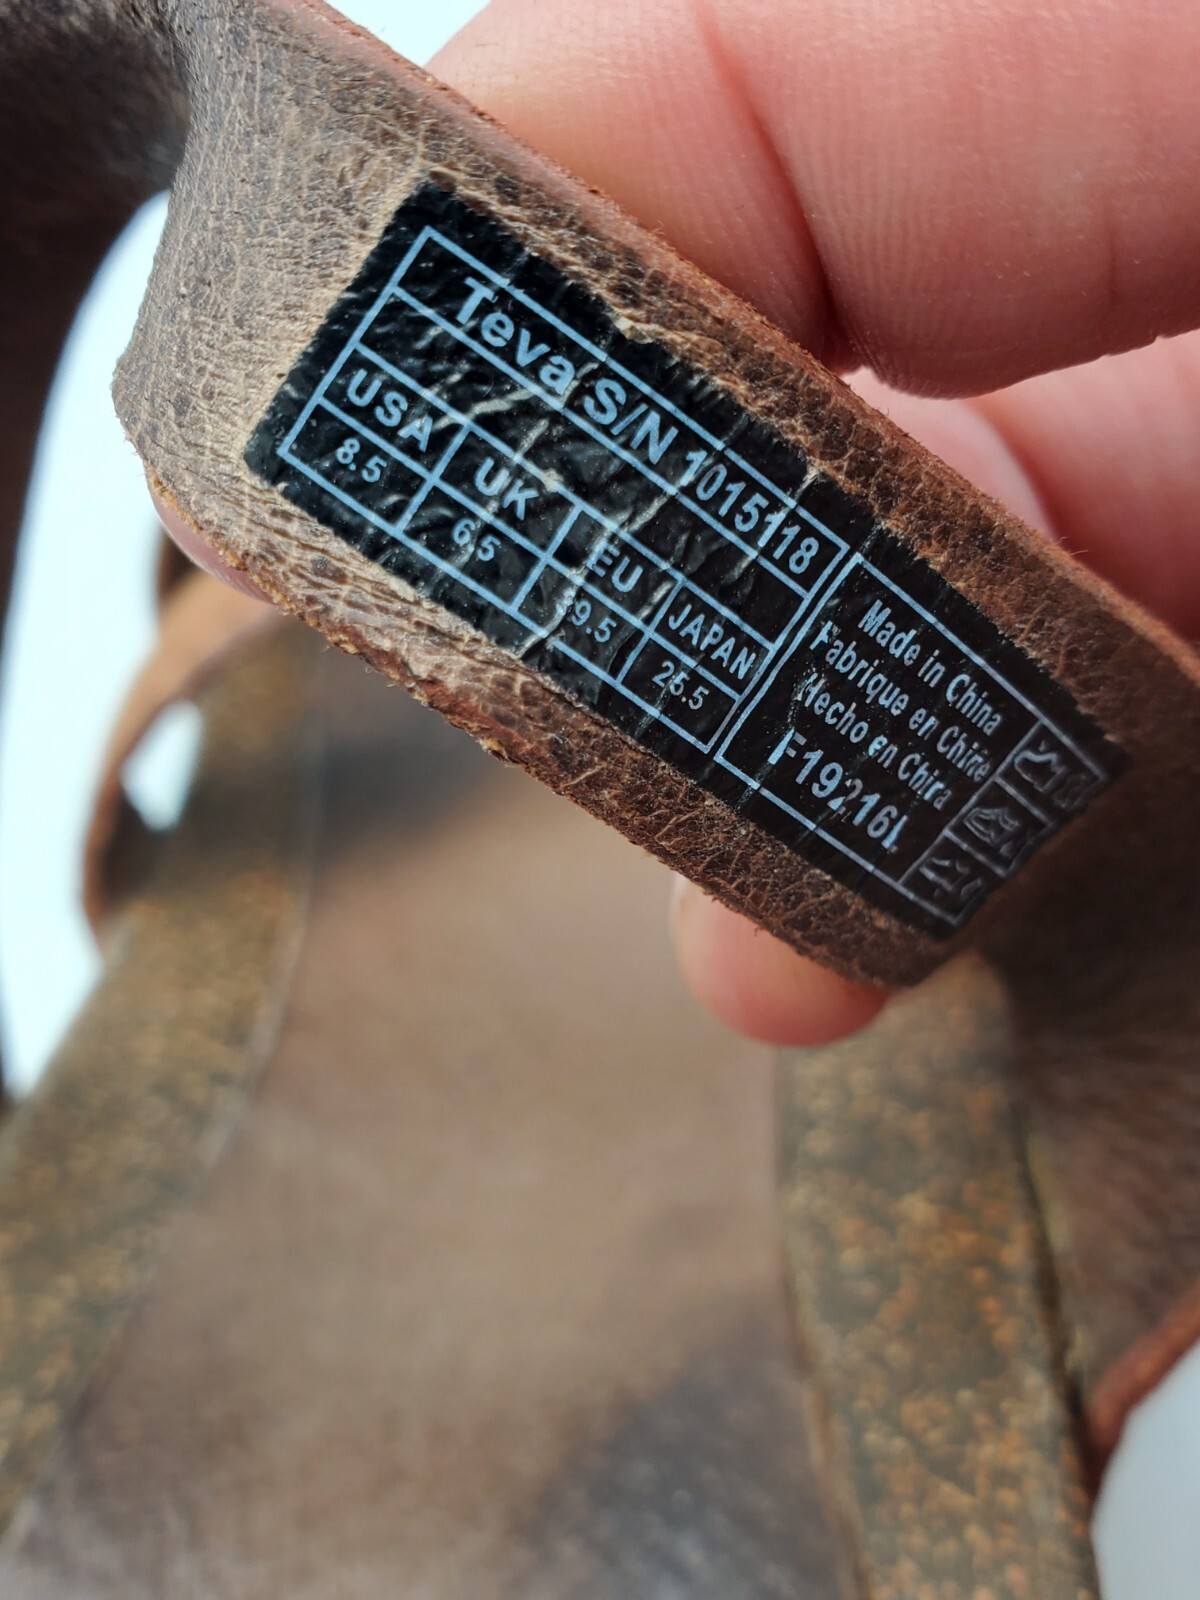 Teva S/N 1015118
USA UK EU JAPAN
8.5 6.5 39.5 25.5
Made in China
Fabrique en Chine
Hecho en China
F19216L